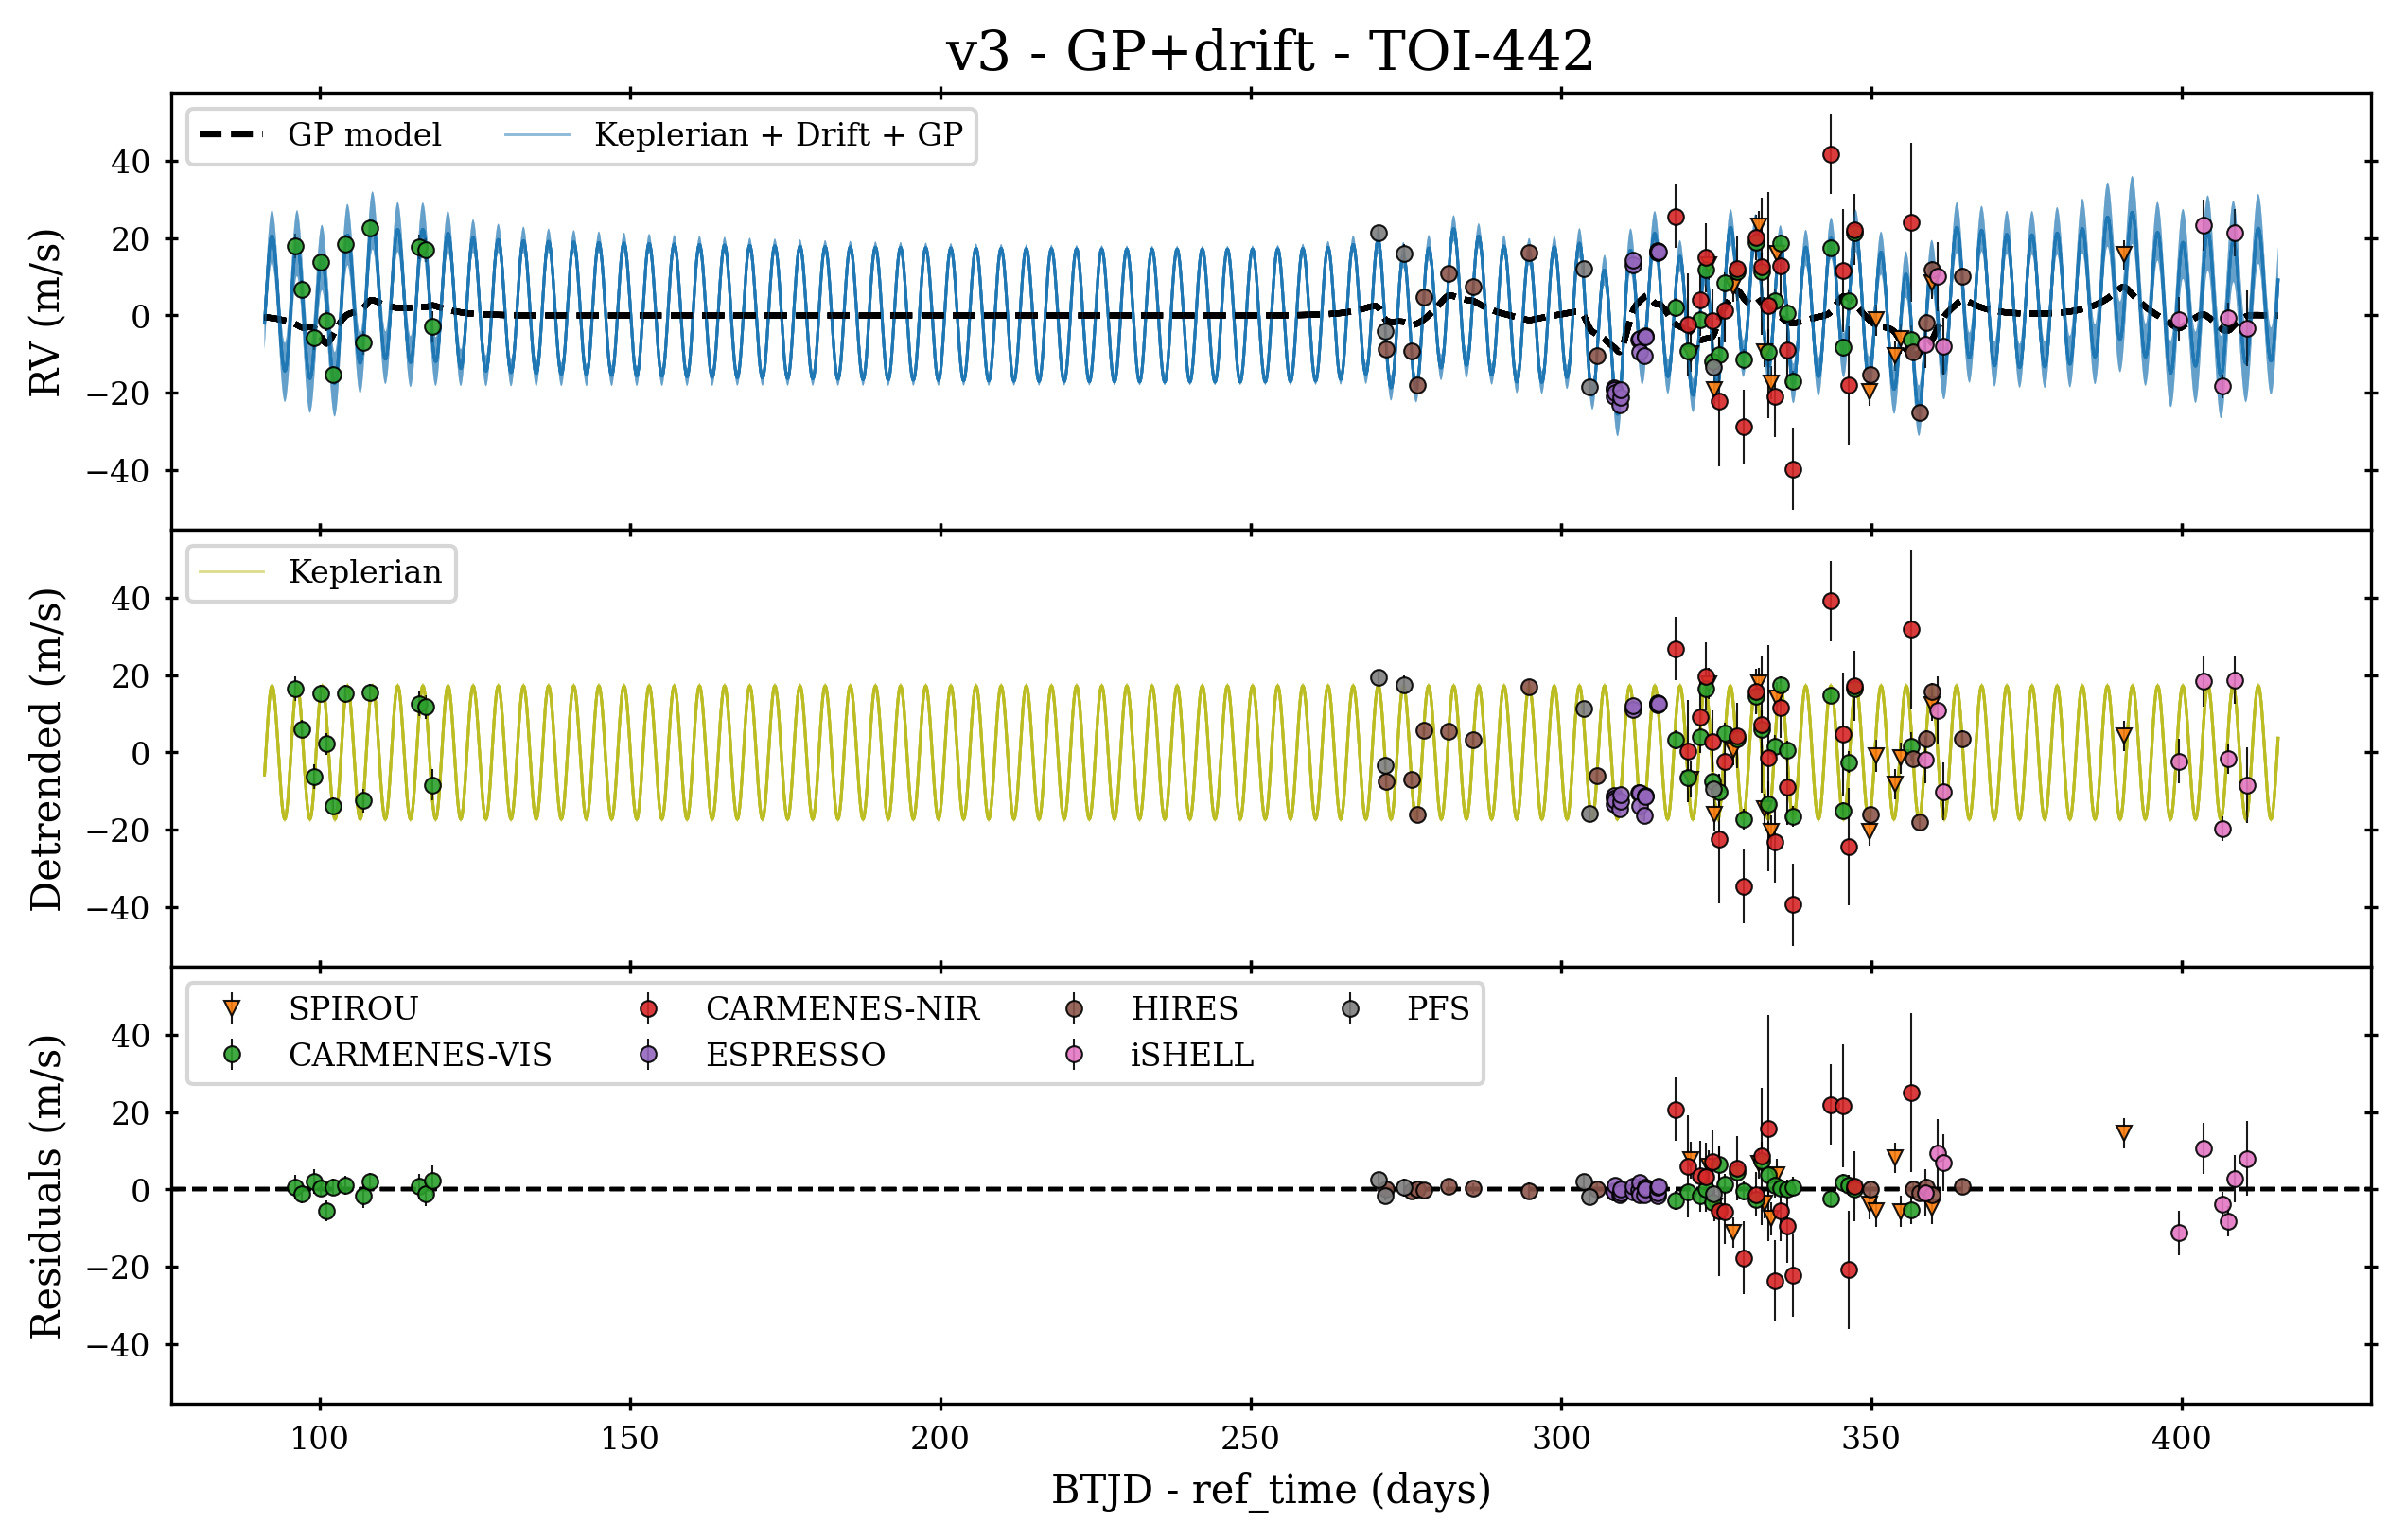 v3 - GP+drift - TOI-442
GP model
Keplerian + Drift + GP
RV (m/s)
40
20
0
−20
−40
Keplerian
Detrended (m/s)
40
20
0
−20
−40
SPIROU
CARMENES-NIR
HIRES
PFS
CARMENES-VIS
ESPRESSO
iSHELL
Residuals (m/s)
40
20
0
−20
−40
100 150 200 250 300 350 400
BTJD - ref_time (days)